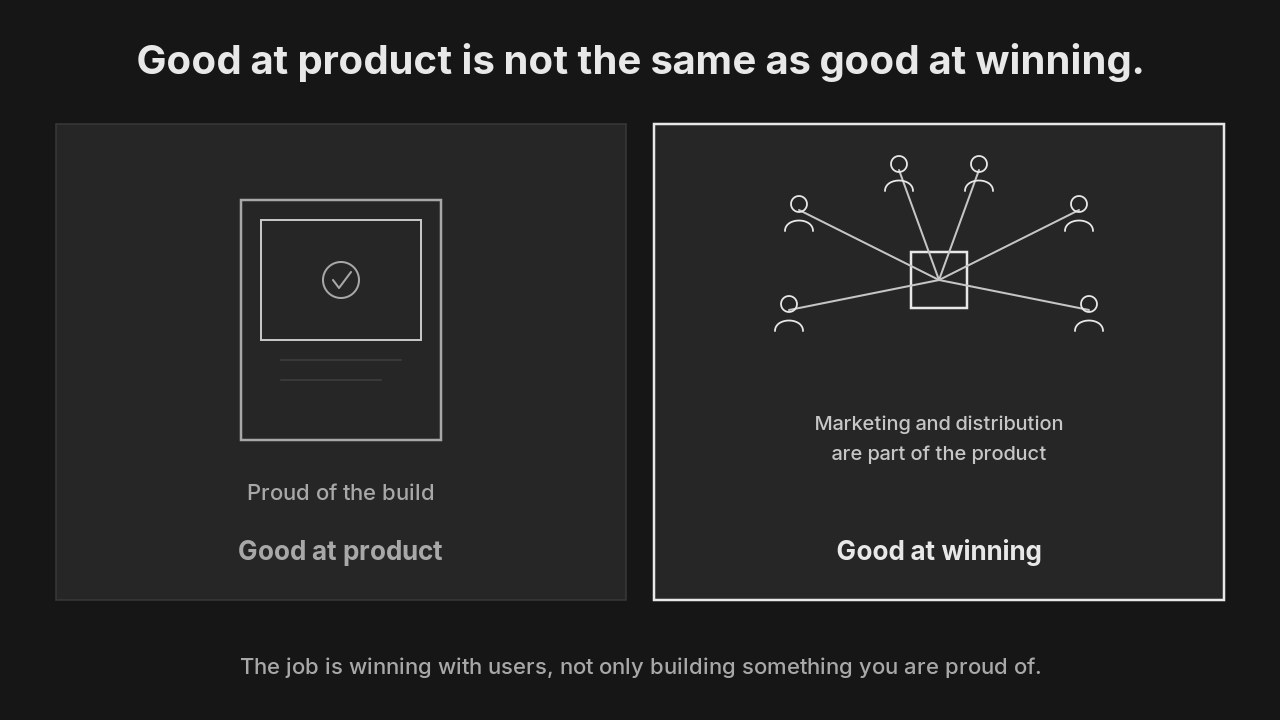 Good at product is not the same as good at winning.
Proud of the build
Good at product
Marketing and distribution
are part of the product
Good at winning
The job is winning with users, not only building something you are proud of.